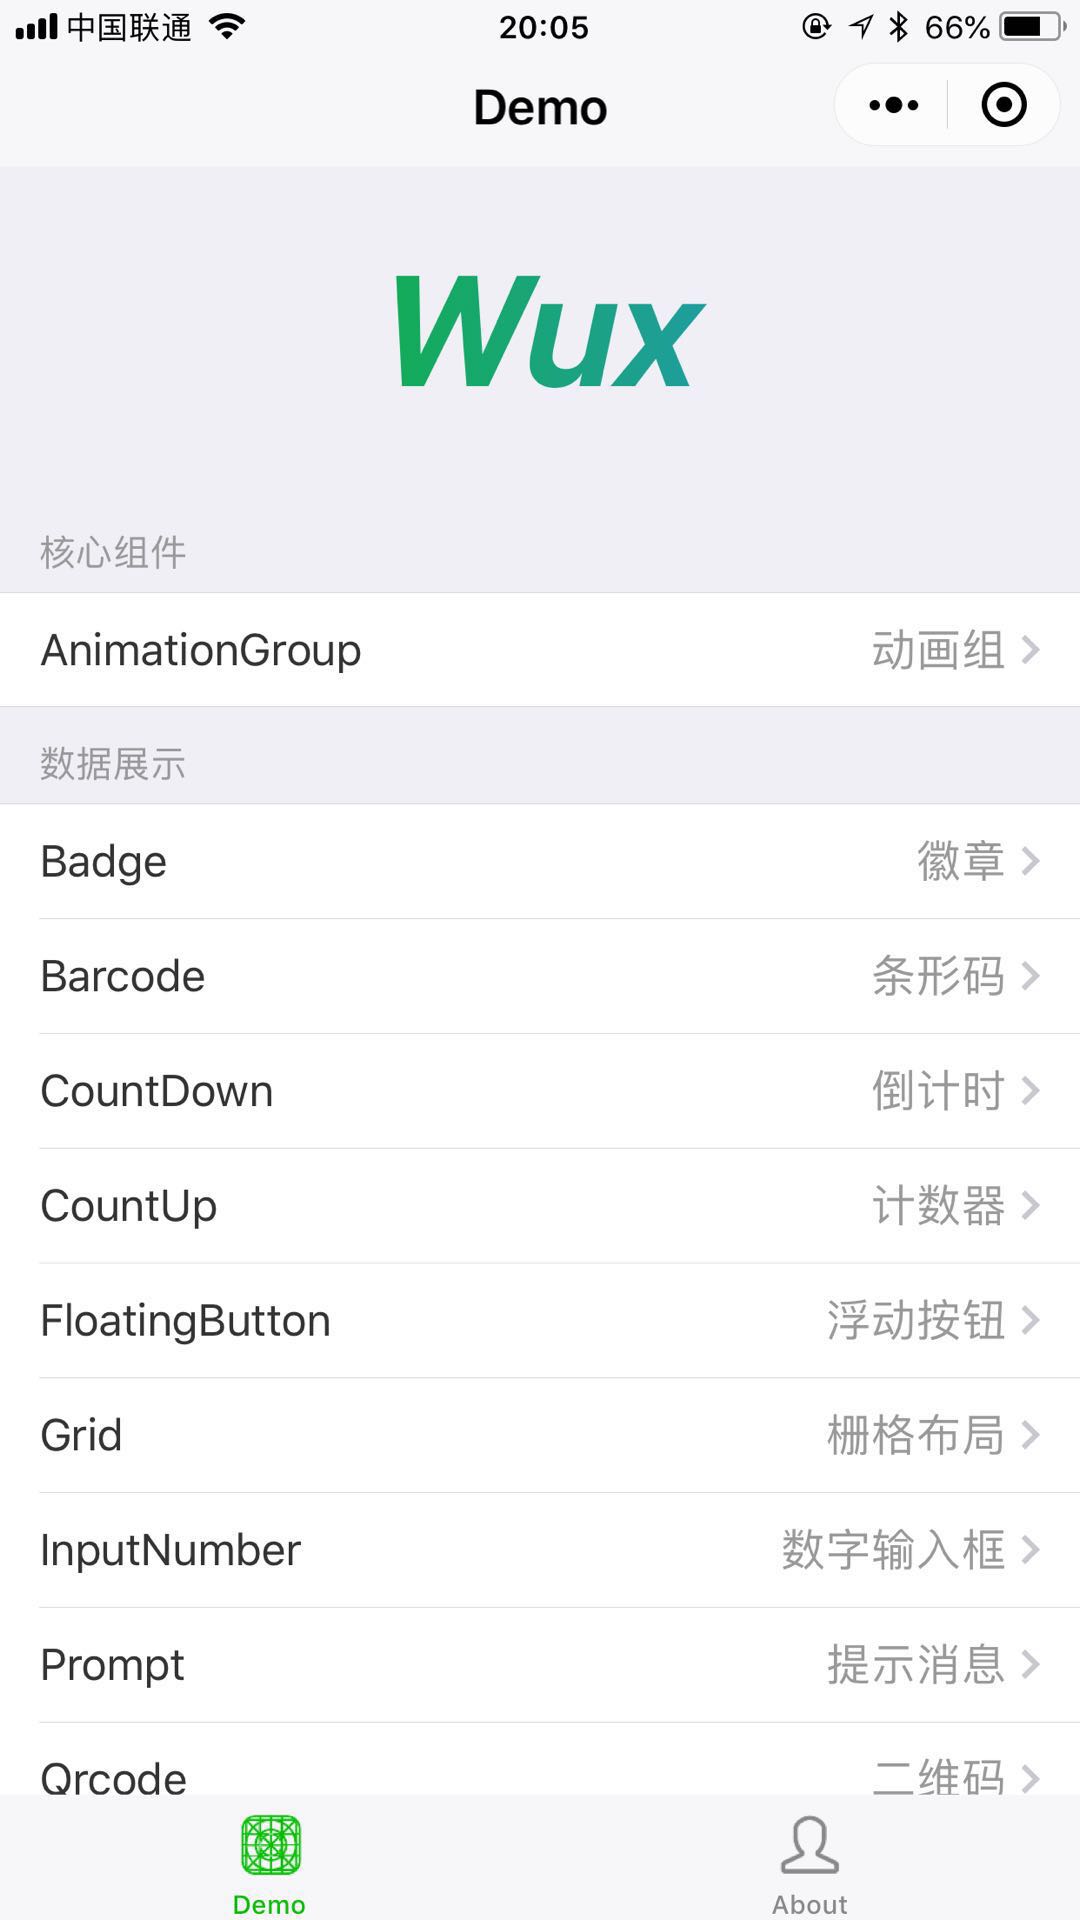 中国联通 20:05 66%
Demo
Wux
核心组件
AnimationGroup 动画组
数据展示
Badge 徽章
Barcode 条形码
CountDown 倒计时
CountUp 计数器
FloatingButton 浮动按钮
Grid 栅格布局
InputNumber 数字输入框
Prompt 提示消息
Qrcode 二维码
Demo About